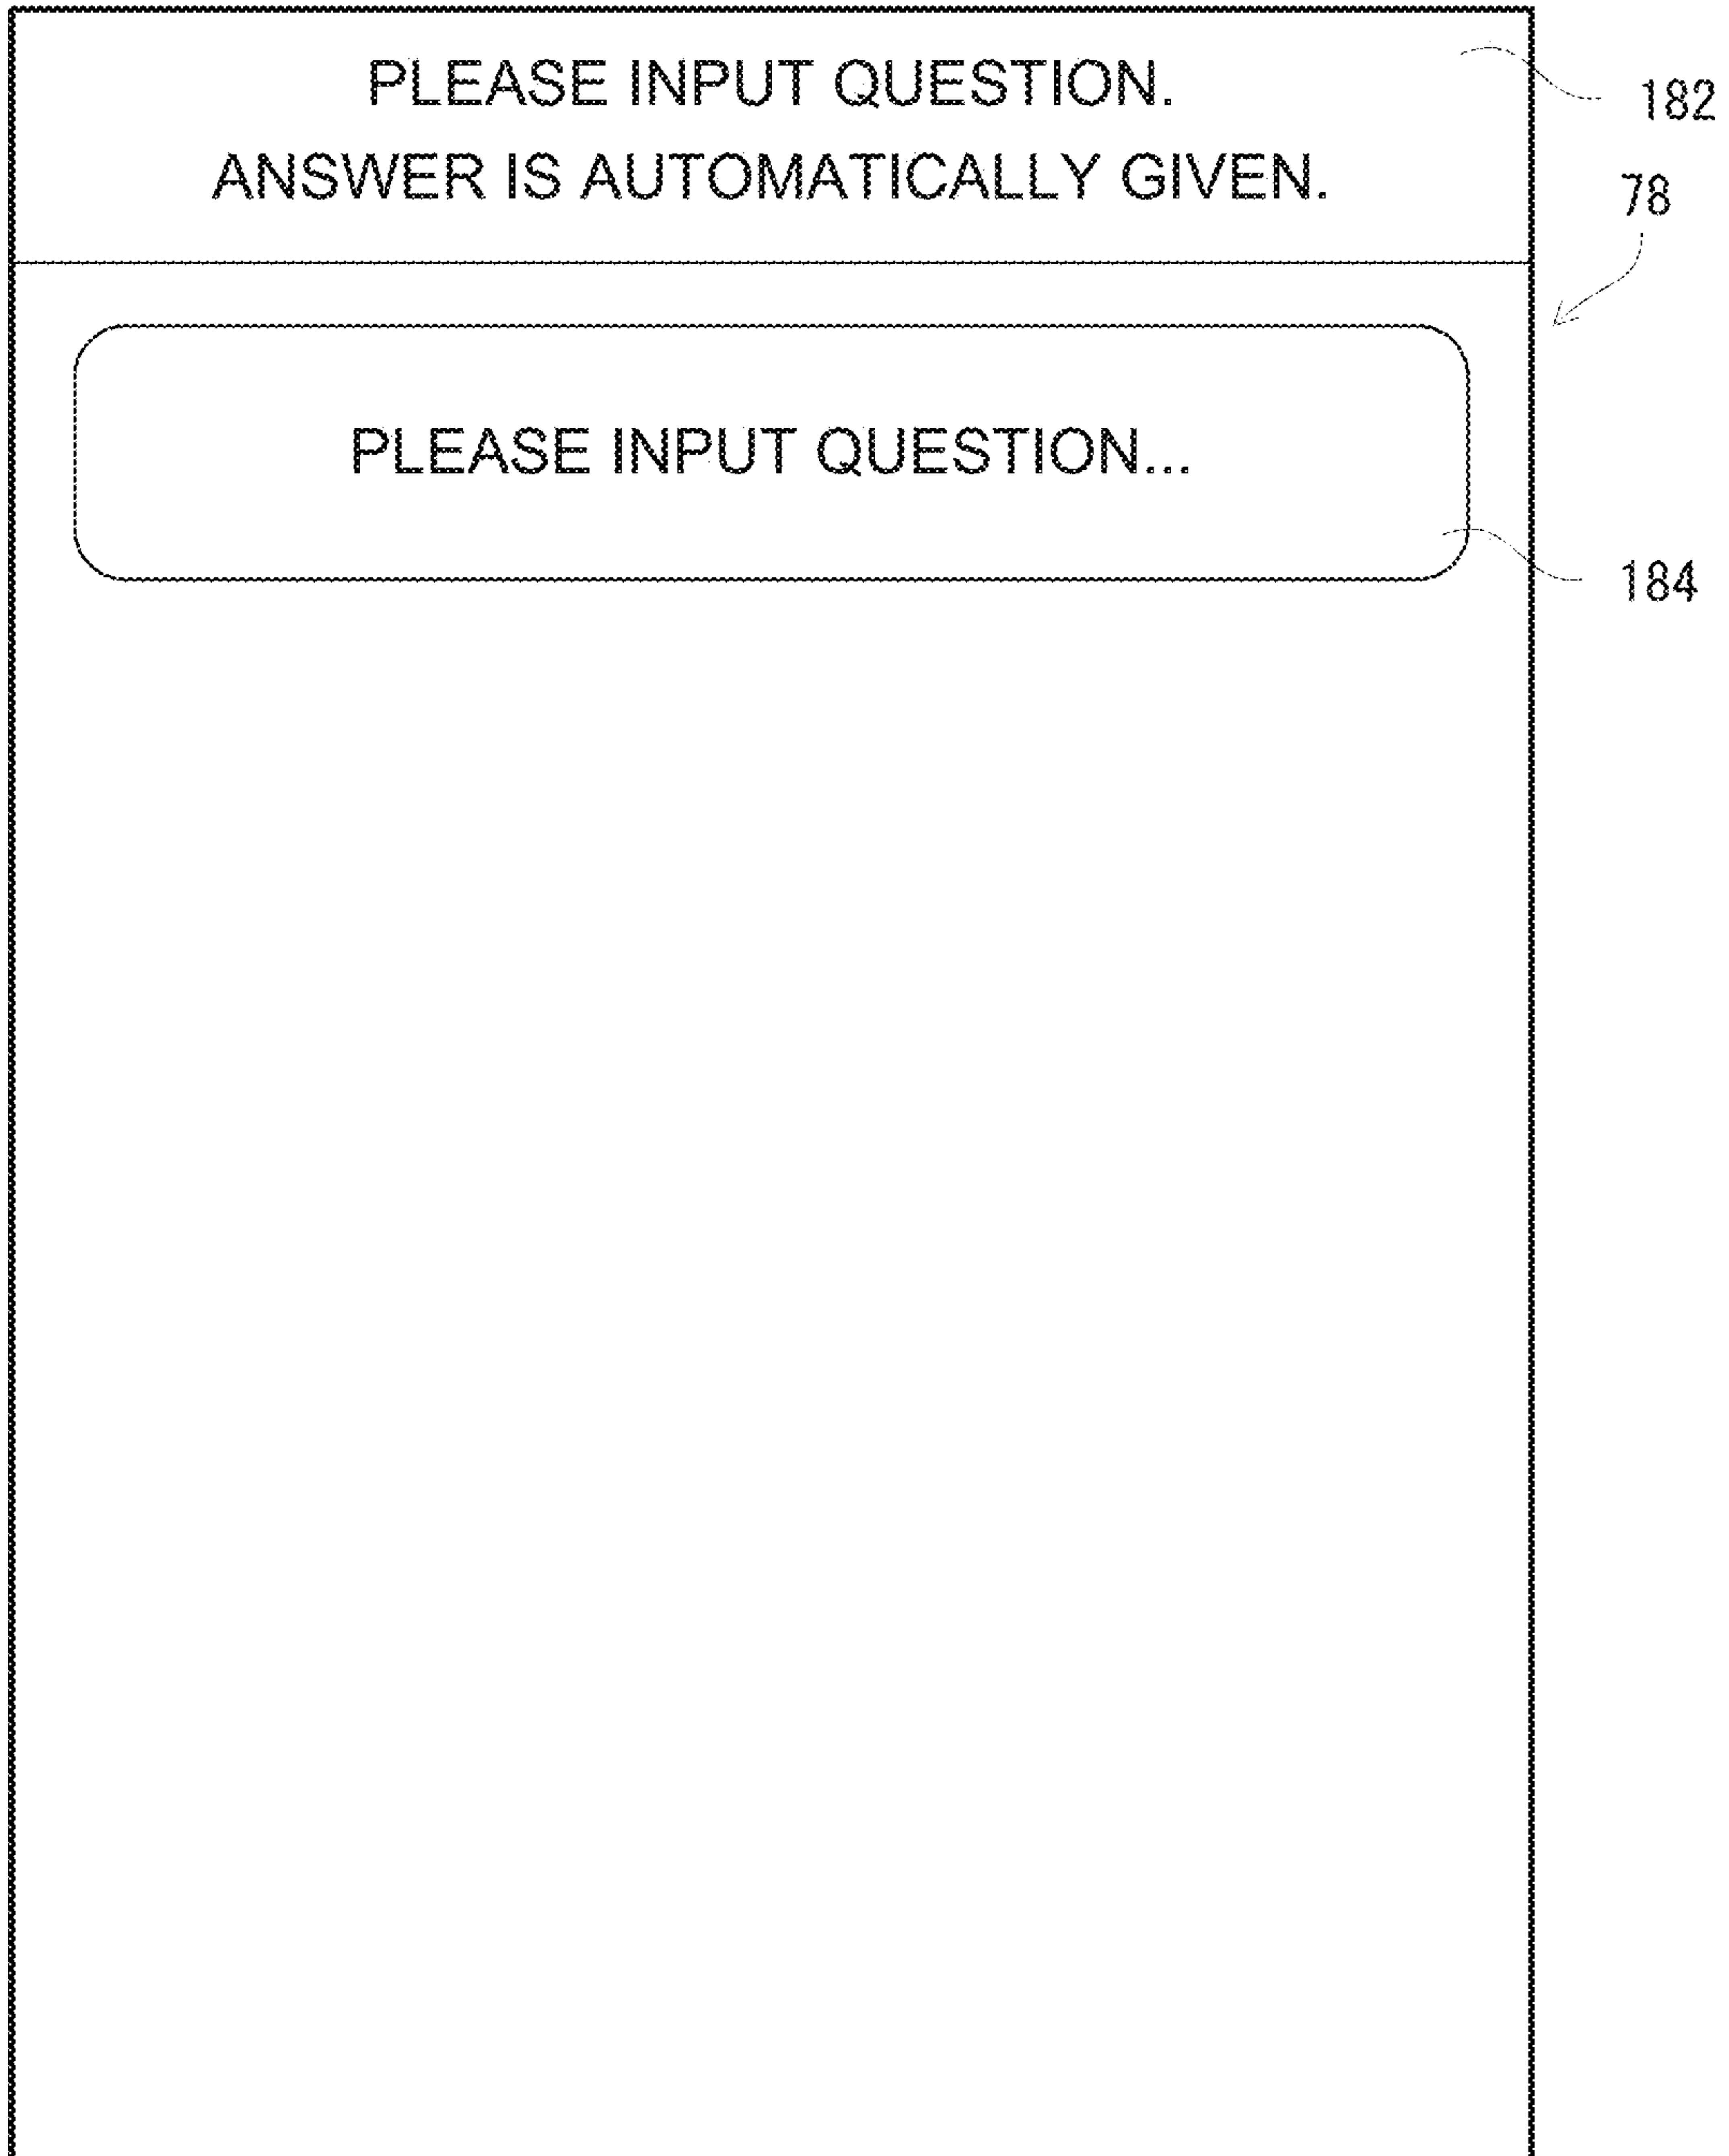 PLEASE INPUT QUESTION.
182
ANSWER IS AUTOMATICALLY GIVEN.
78
PLEASE INPUT QUESTION...
184